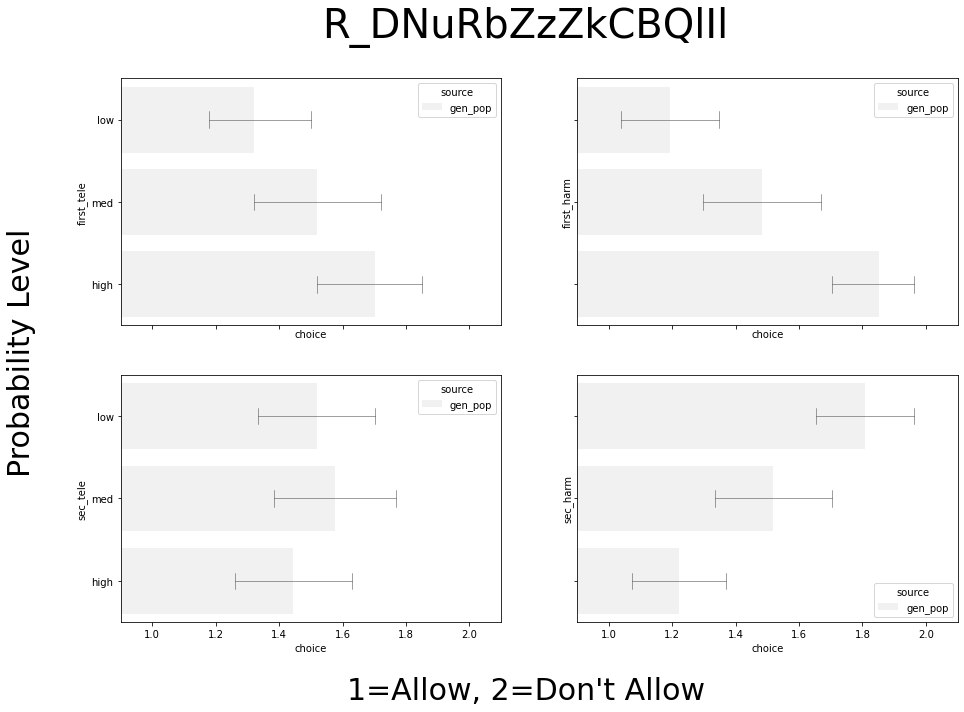 R_DNuRbZzZkCBQlIl
source
gen_pop
low
med
high
first_tele
choice
source
gen_pop
first_harm
choice
Probability Level
source
gen_pop
low
med
high
sec_tele
1.0 1.2 1.4 1.6 1.8 2.0
choice
sec_harm
source
gen_pop
1.0 1.2 1.4 1.6 1.8 2.0
choice
1=Allow, 2=Don't Allow